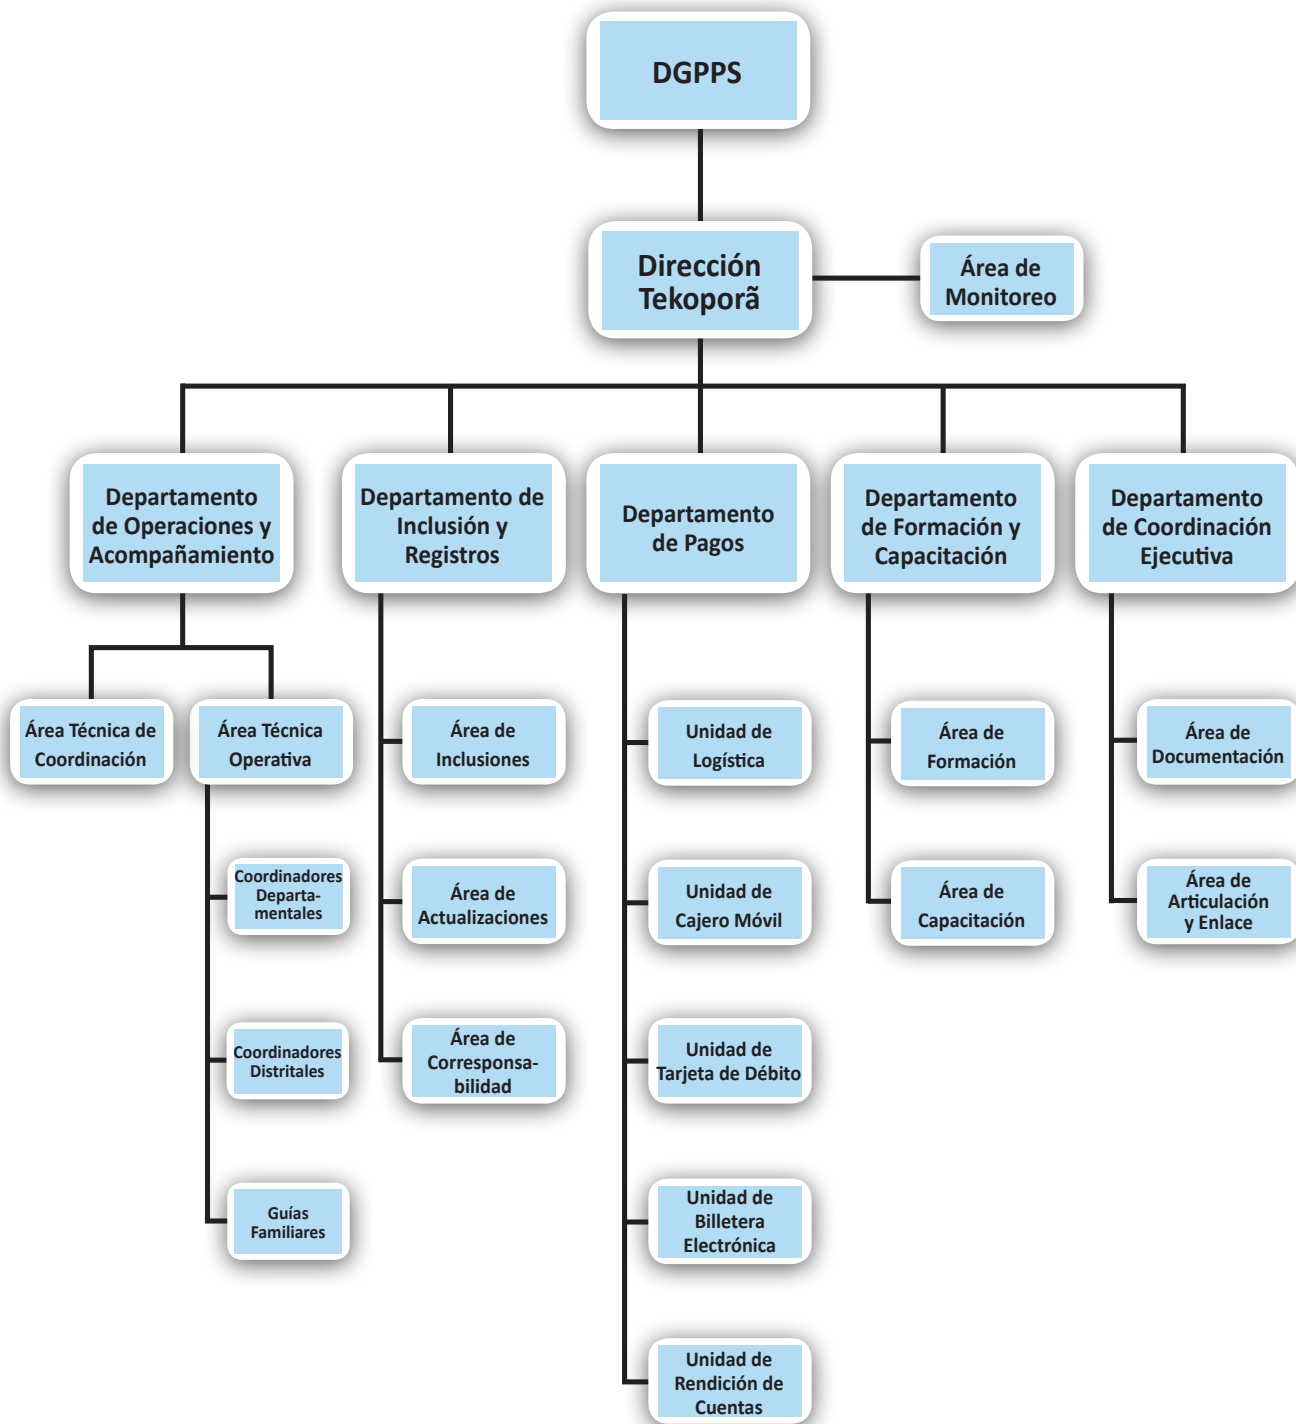 DGPPS
Dirección
Tekoporã
Área de
Monitoreo
Departamento
de Operaciones y
Acompañamiento
Departamento de
Inclusión y
Registros
Departamento
de Pagos
Departamento
de Formación y
Capacitación
Departamento
de Coordinación
Ejecutiva
Área Técnica de
Coordinación
Área Técnica
Operativa
Área de
Inclusiones
Unidad de
Logística
Área de
Formación
Área de
Documentación
Coordinadores
Departa-
mentales
Área de
Actualizaciones
Unidad de
Cajero Móvil
Área de
Capacitación
Área de
Articulación
y Enlace
Coordinadores
Distritales
Área de
Corresponsa-
bilidad
Unidad de
Tarjeta de Débito
Guías
Familiares
Unidad de
Billetera
Electrónica
Unidad de
Rendición de
Cuentas